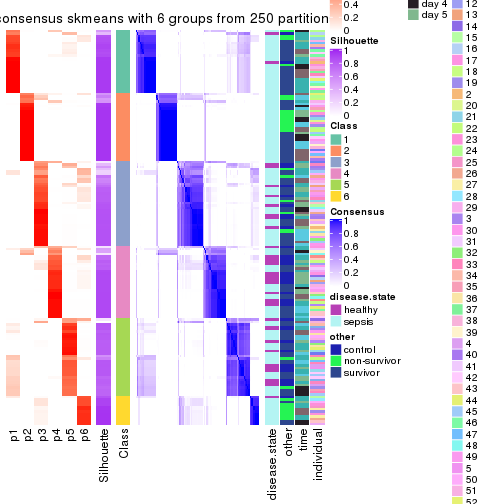 consensus skmeans with 6 groups from 250 partition
p1
p2
p3
p4
p5
p6
Silhouette
Class
disease.state
other
time
individual
0.4
0.2
0
Silhouette
1
0.8
0.6
0.4
0.2
0
Class
1
2
3
4
5
6
Consensus
1
0.8
0.6
0.4
0.2
0
disease.state
healthy
sepsis
other
control
non-survivor
survivor
day 4
day 5
12
13
14
15
16
17
18
19
2
20
21
22
23
24
25
26
27
28
29
3
30
31
32
33
34
35
36
37
38
39
4
40
41
42
43
44
45
46
47
48
49
5
50
51
52